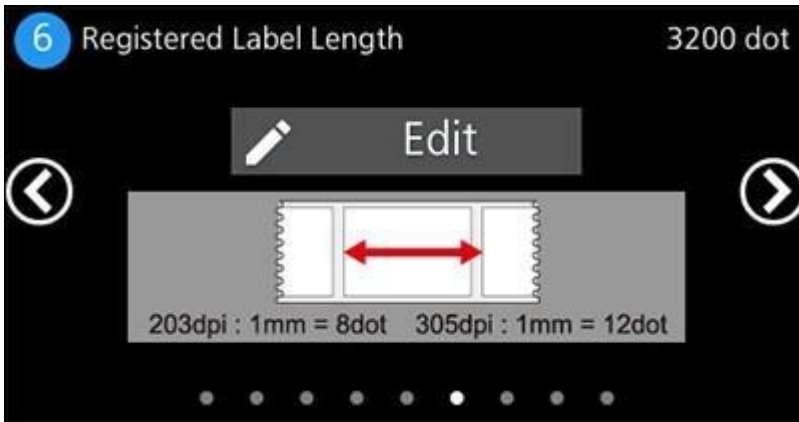 6 Registered Label Length 3200 dot
Edit
203dpi : 1mm = 8dot 305dpi : 1mm = 12dot